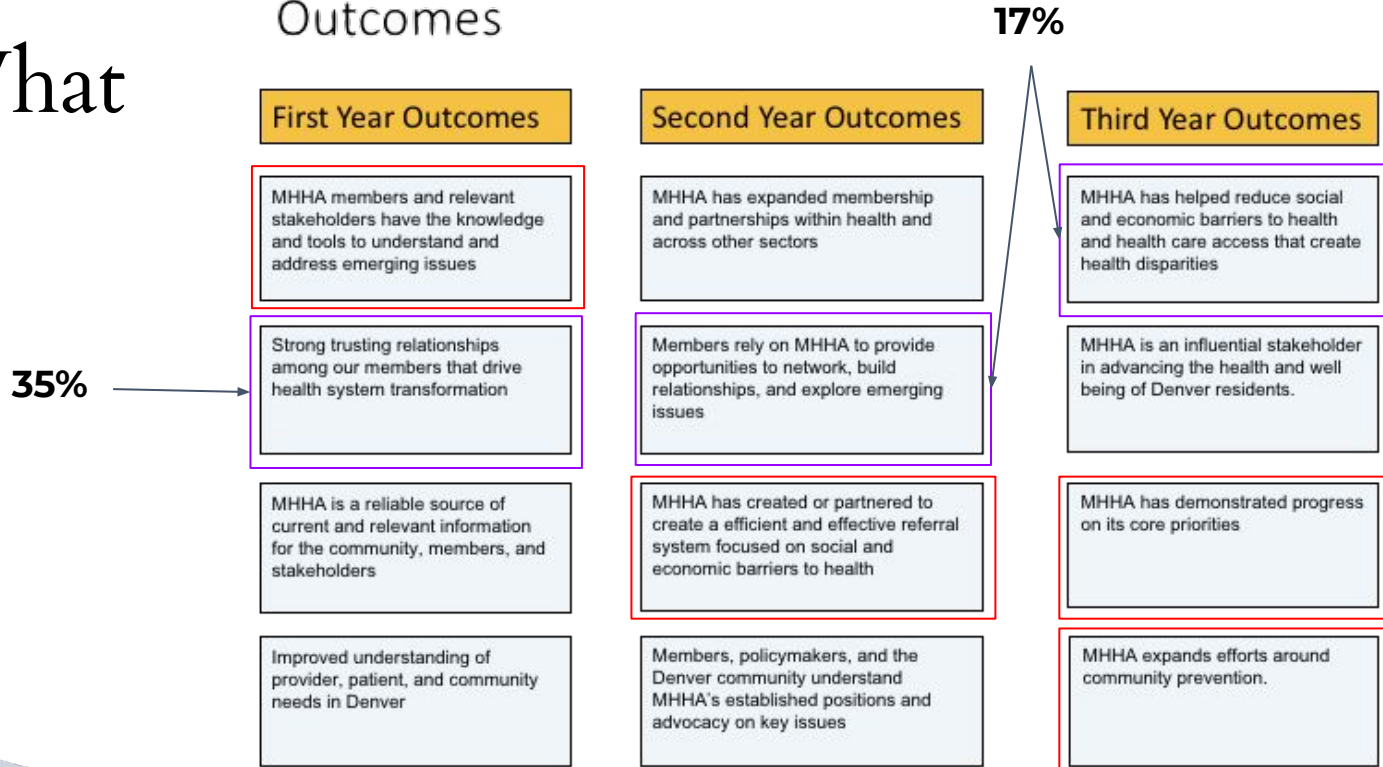 Outcomes
17%
What
First Year Outcomes
Second Year Outcomes
Third Year Outcomes
MHHA members and relevant
stakeholders have the knowledge
and tools to understand and
address emerging issues
MHHA has expanded membership
and partnerships within health and
across other sectors
MHHA has helped reduce social
and economic barriers to health
and health care access that create
health disparities
35%
Strong trusting relationships
among our members that drive
health system transformation
Members rely on MHHA to provide
opportunities to network, build
relationships, and explore emerging
issues
MHHA is an influential stakeholder
in advancing the health and well
being of Denver residents.
MHHA is a reliable source of
current and relevant information
for the community, members, and
stakeholders
MHHA has created or partnered to
create a efficient and effective referral
system focused on social and
economic barriers to health
MHHA has demonstrated progress
on its core priorities
Improved understanding of
provider, patient, and community
needs in Denver
Members, policymakers, and the
Denver community understand
MHHA's established positions and
advocacy on key issues
MHHA expands efforts around
community prevention.